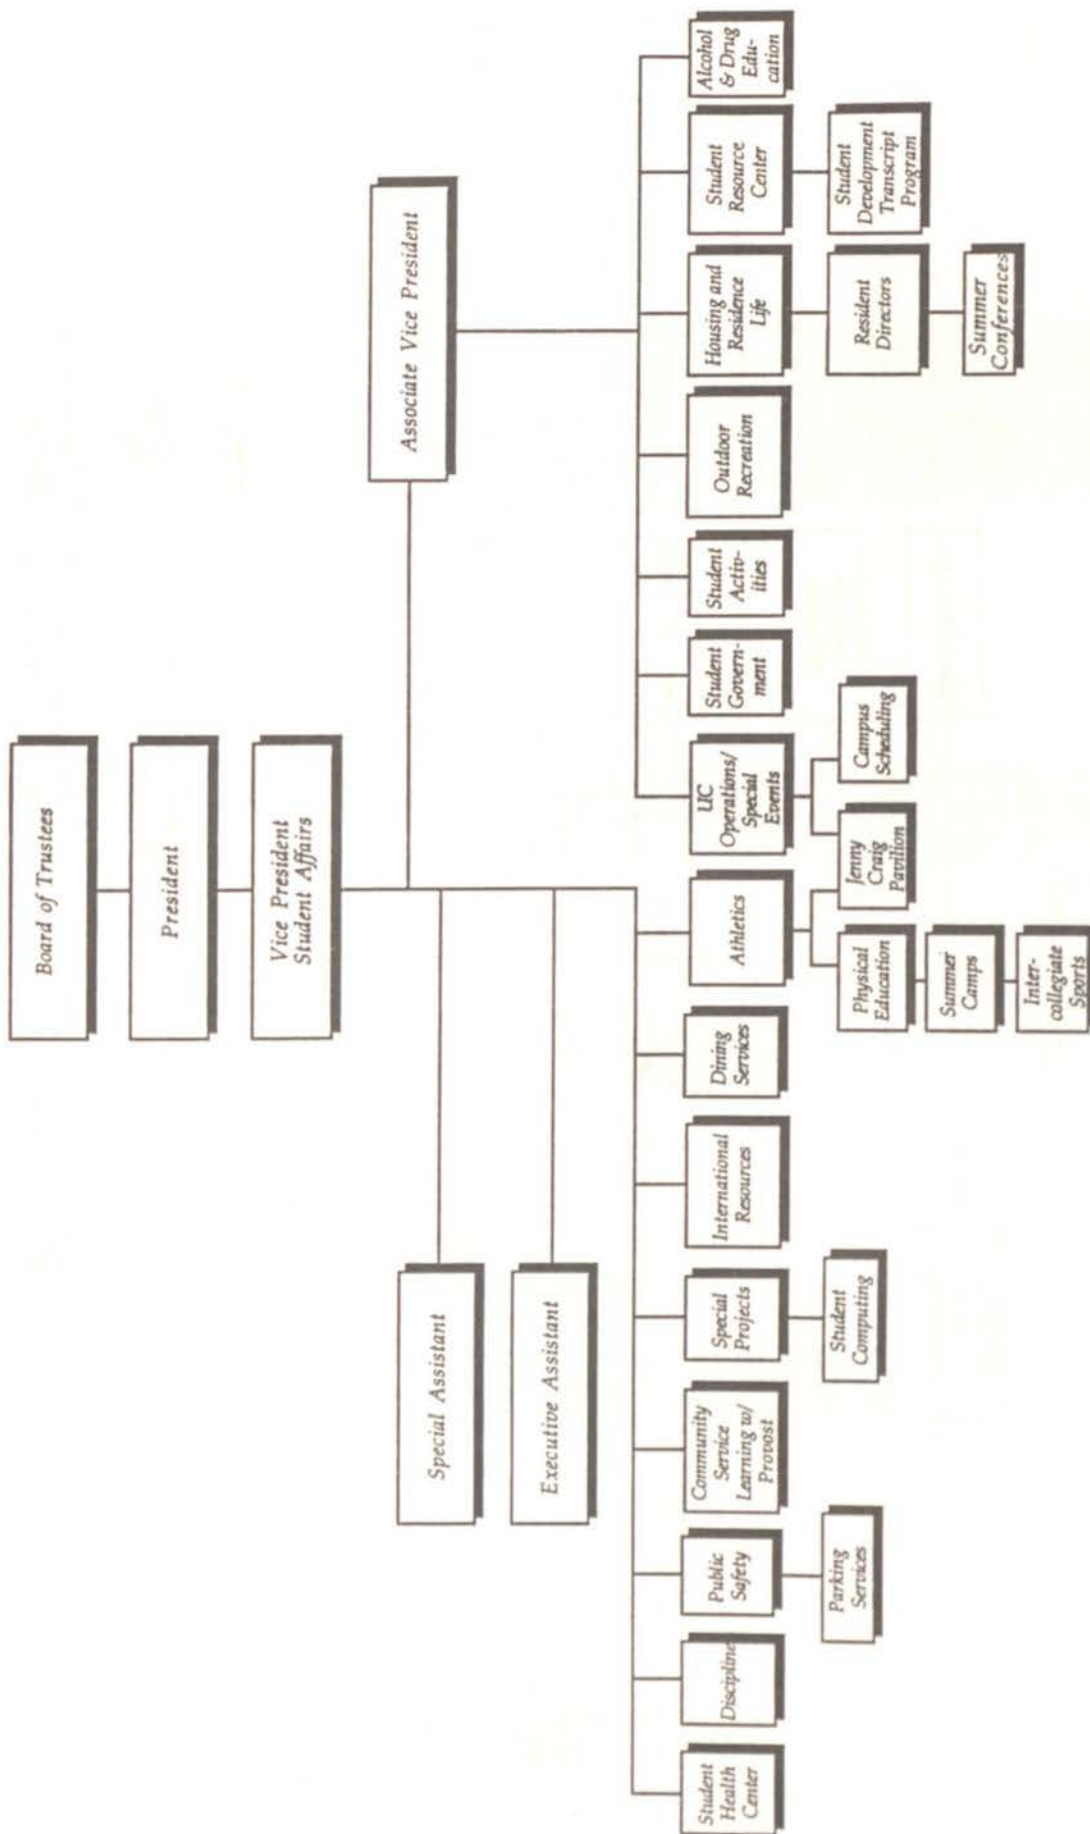 Board of Trustees
President
Vice President
Student Affairs
Associate Vice President
Special Assistant
Executive Assistant
Student
Health
Center
Discipline
Public
Safety
Community
Service
Learning w/
Provost
Special
Projects
International
Resources
Dining
Services
Athletics
UC
Operations/
Special
Events
Student
Govern-
ment
Student
Activ-
ities
Outdoor
Recreation
Housing and
Residence
Life
Student
Resource
Center
Alcohol
& Drug
Edu-
cation
Parking
Services
Student
Computing
Physical
Education
Jenny
Craig
Pavilion
Campus
Scheduling
Resident
Directors
Student
Development
Transcript
Program
Summer
Camps
Summer
Conferences
Inter-
collegiate
Sports